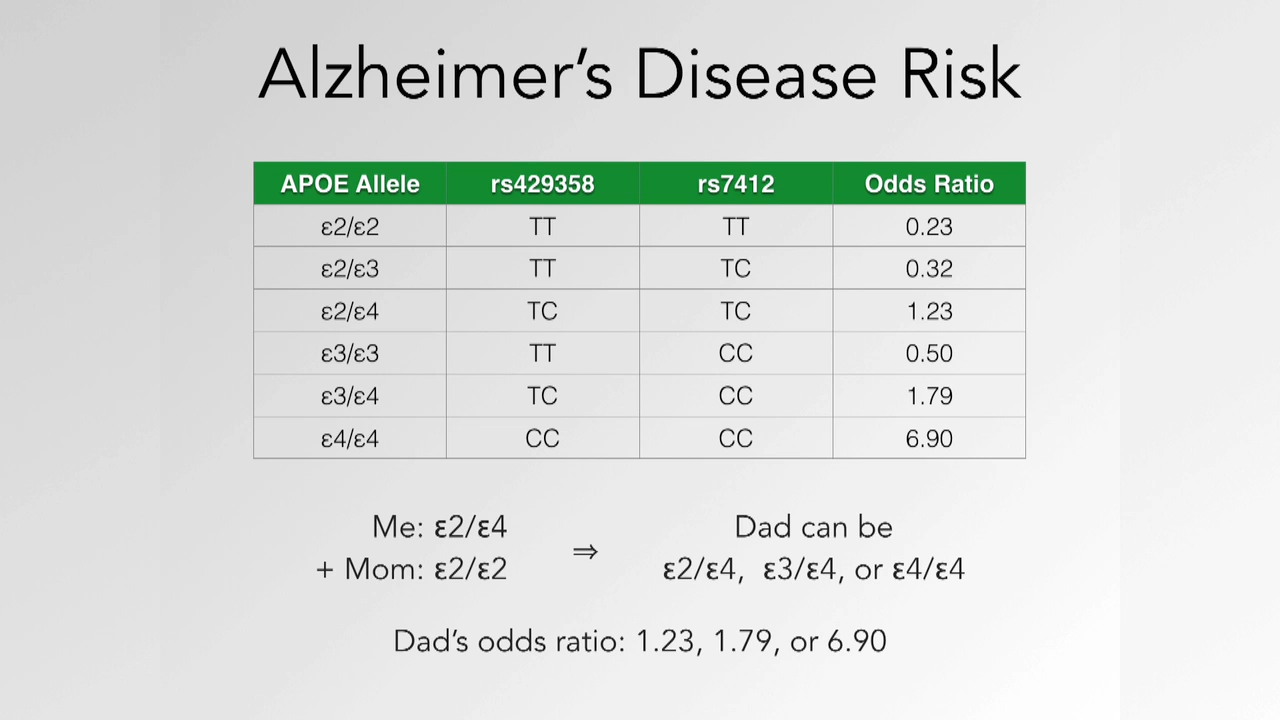 Alzheimer’s Disease Risk
APOE Allele rs429358 rs7412 Odds Ratio
ε2/ε2 TT TT 0.23
ε2/ε3 TT TC 0.32
ε2/ε4 TC TC 1.23
ε3/ε3 TT CC 0.50
ε3/ε4 TC CC 1.79
ε4/ε4 CC CC 6.90
Me: ε2/ε4
+ Mom: ε2/ε2
⇒
Dad can be
ε2/ε4, ε3/ε4, or ε4/ε4
Dad’s odds ratio: 1.23, 1.79, or 6.90